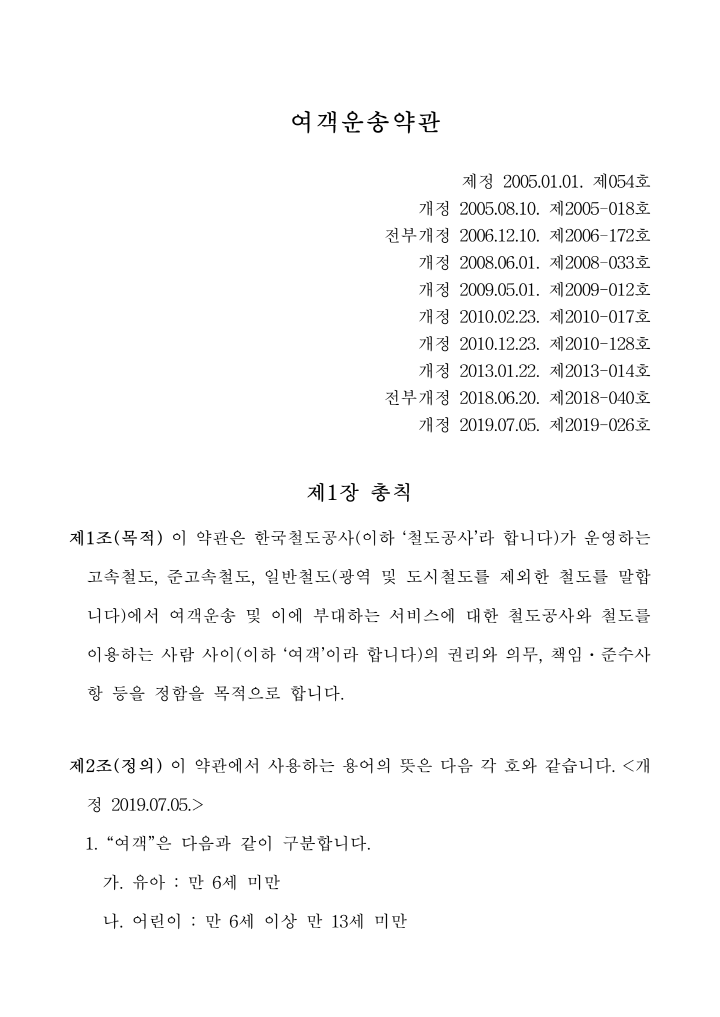 여객운송약관
제정 2005.01.01. 제054호
개정 2005.08.10. 제2005-018호
전부개정 2006.12.10. 제2006-172호
개정 2008.06.01. 제2008-033호
개정 2009.05.01. 제2009-012호
개정 2010.02.23. 제2010-017호
개정 2010.12.23. 제2010-128호
개정 2013.01.22. 제2013-014호
전부개정 2018.06.20. 제2018-040호
개정 2019.07.05. 제2019-026호
제1장 총칙
제1조(목적) 이 약관은 한국철도공사(이하 ‘철도공사’라 합니다)가 운영하는
고속철도, 준고속철도, 일반철도(광역 및 도시철도를 제외한 철도를 말합
니다)에서 여객운송 및 이에 부대하는 서비스에 대한 철도공사와 철도를
이용하는 사람 사이(이하 ‘여객’이라 합니다)의 권리와 의무, 책임·준수사
항 등을 정함을 목적으로 합니다.
제2조(정의) 이 약관에서 사용하는 용어의 뜻은 다음 각 호와 같습니다. <개
정 2019.07.05.>
1. “여객”은 다음과 같이 구분합니다.
가. 유아 : 만 6세 미만
나. 어린이 : 만 6세 이상 만 13세 미만